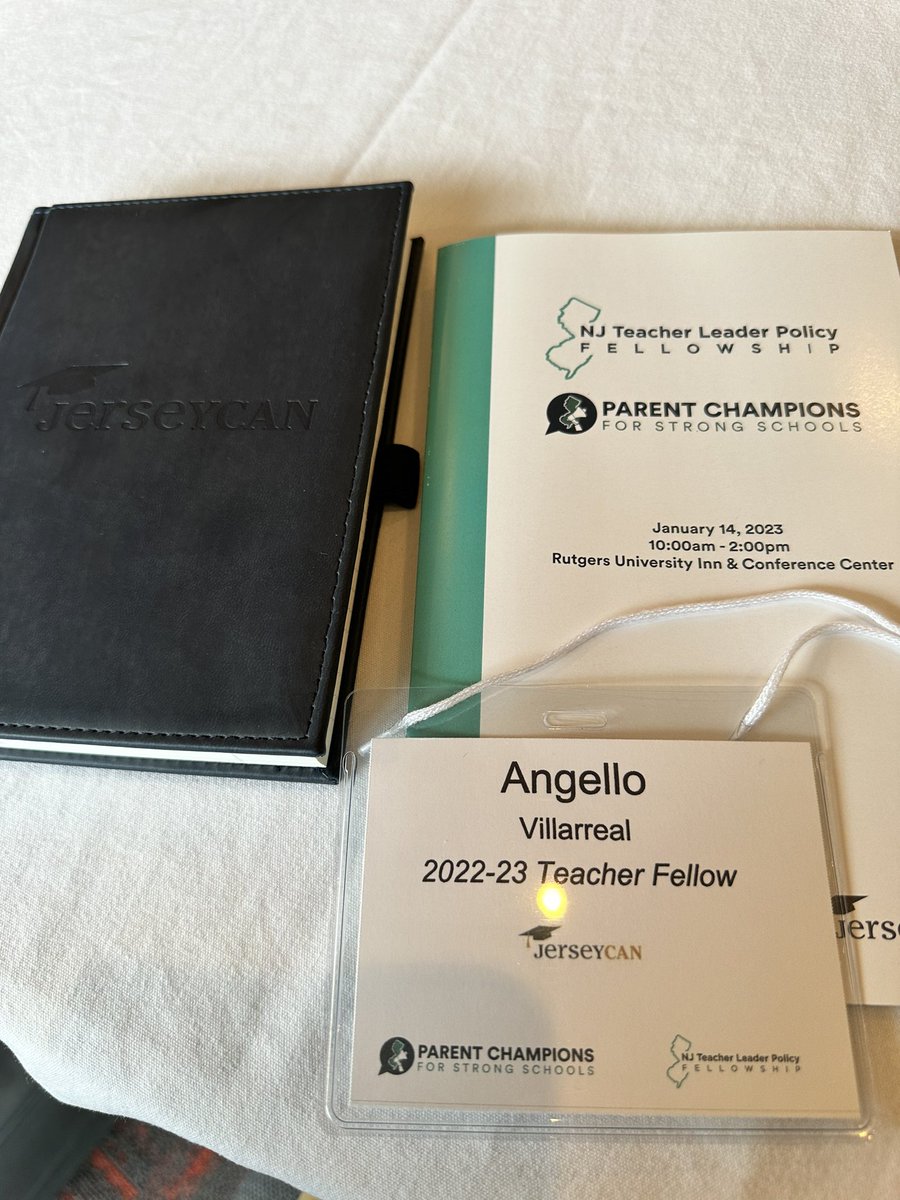 JerseyCAN
NJ Teacher Leader Policy
FELLOWSHIP
PARENT CHAMPIONS
FOR STRONG SCHOOLS
January 14, 2023
10:00am - 2:00pm
Rutgers University Inn & Conference Center
Angello
Villarreal
2022-23 Teacher Fellow
JerseyCAN
PARENT CHAMPIONS
FOR STRONG SCHOOLS
NJ Teacher Leader Policy
FELLOWSHIP